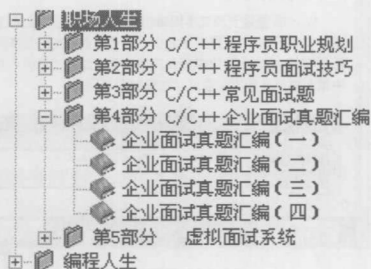 职场人生
第1部分 C/C++程序员职业规划
第2部分 C/C++程序员面试技巧
第3部分 C/C++常见面试题
第4部分 C/C++企业面试真题汇编
企业面试真题汇编(一)
企业面试真题汇编(二)
企业面试真题汇编(三)
企业面试真题汇编(四)
第5部分 虚拟面试系统
编程人生